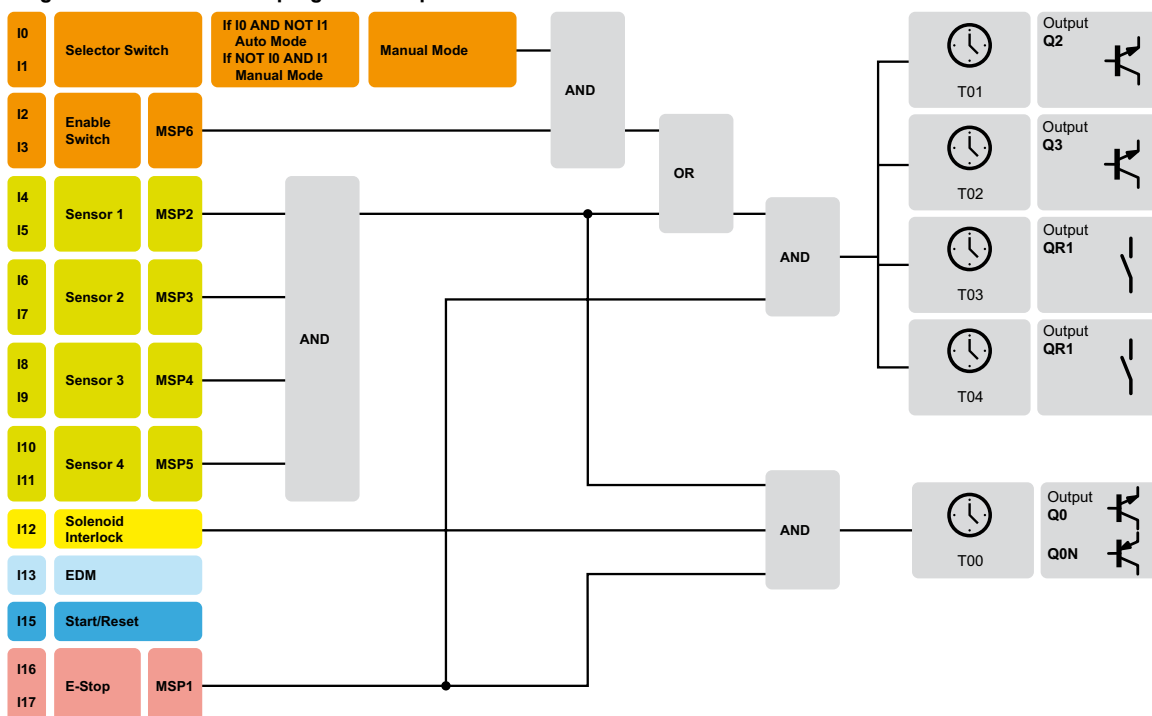 I0
I1
Selector Switch
If I0 AND NOT I1
Auto Mode
If NOT I0 AND I1
Manual Mode
Manual Mode
I2
I3
Enable
Switch
MSP6
I4
I5
Sensor 1
MSP2
I6
I7
Sensor 2
MSP3
I8
I9
Sensor 3
MSP4
I10
I11
Sensor 4
MSP5
I12
Solenoid
Interlock
I13
EDM
I15
Start/Reset
I16
I17
E-Stop
MSP1
AND
AND
OR
AND
AND
T01
Output
Q2
T02
Output
Q3
T03
Output
QR1
T04
Output
QR1
T00
Output
Q0
Q0N